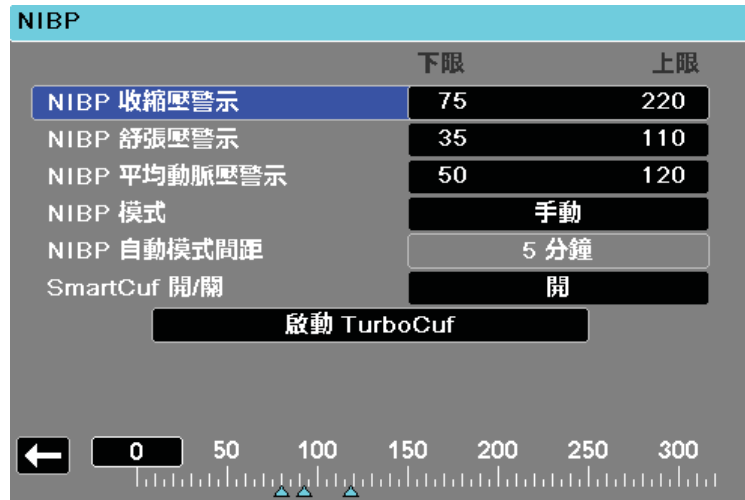 NIBP
下限 上限
NIBP 收縮壓警示 75 220
NIBP 舒張壓警示 35 110
NIBP 平均動脈壓警示 50 120
NIBP 模式 手動
NIBP 自動模式間距 5 分鐘
SmartCuf 開/關 開
啟動 TurboCuf
0 50 100 150 200 250 300